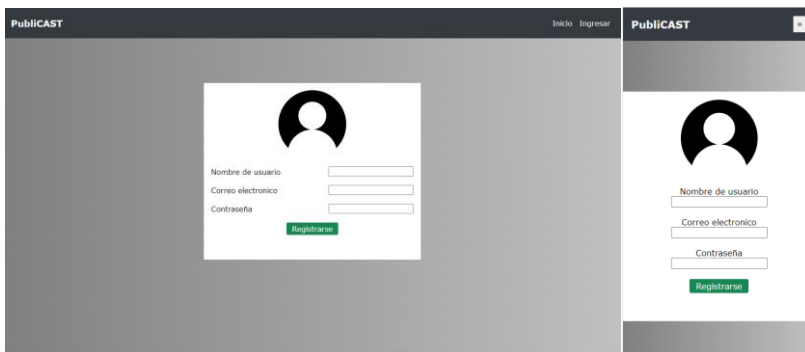 PubliCAST
Inicio Ingresar
Nombre de usuario
Correo electronico
Contraseña
Registrarse
PubliCAST
Nombre de usuario
Correo electronico
Contraseña
Registrarse